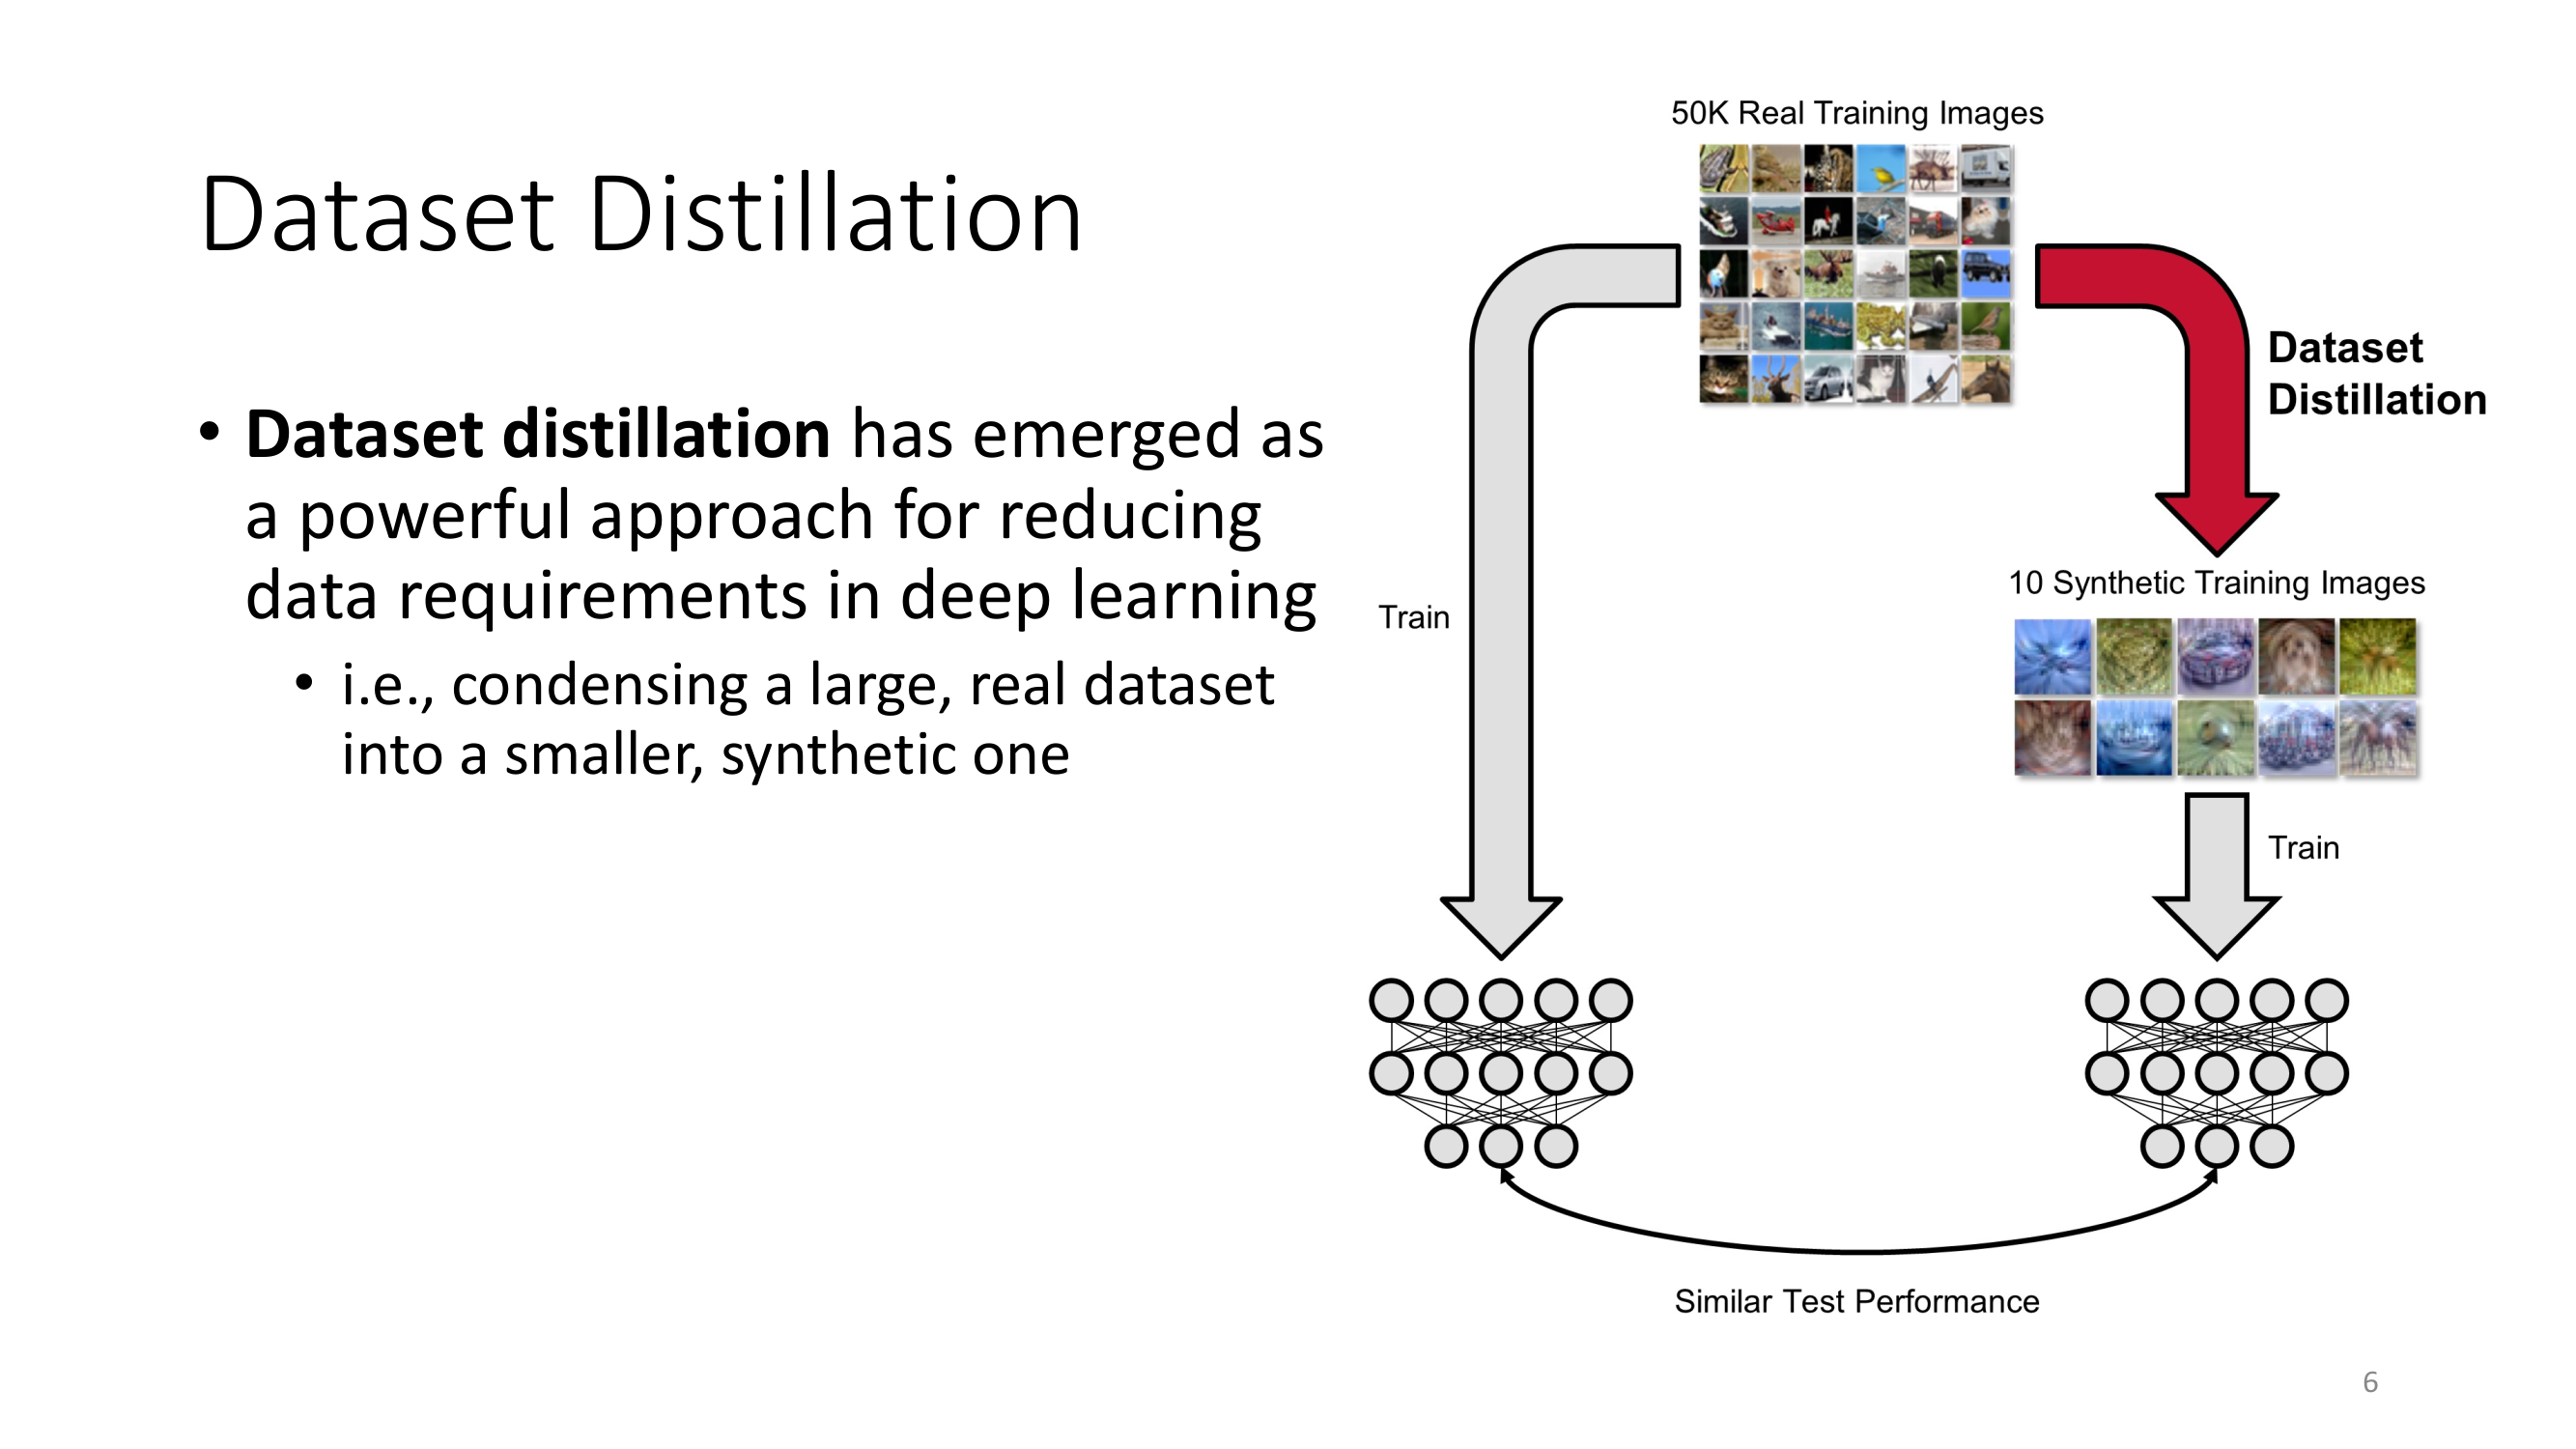 Dataset Distillation
• Dataset distillation has emerged as
a powerful approach for reducing
data requirements in deep learning
• i.e., condensing a large, real dataset
into a smaller, synthetic one
50K Real Training Images
Dataset
Distillation
10 Synthetic Training Images
Train
Train
Similar Test Performance
6